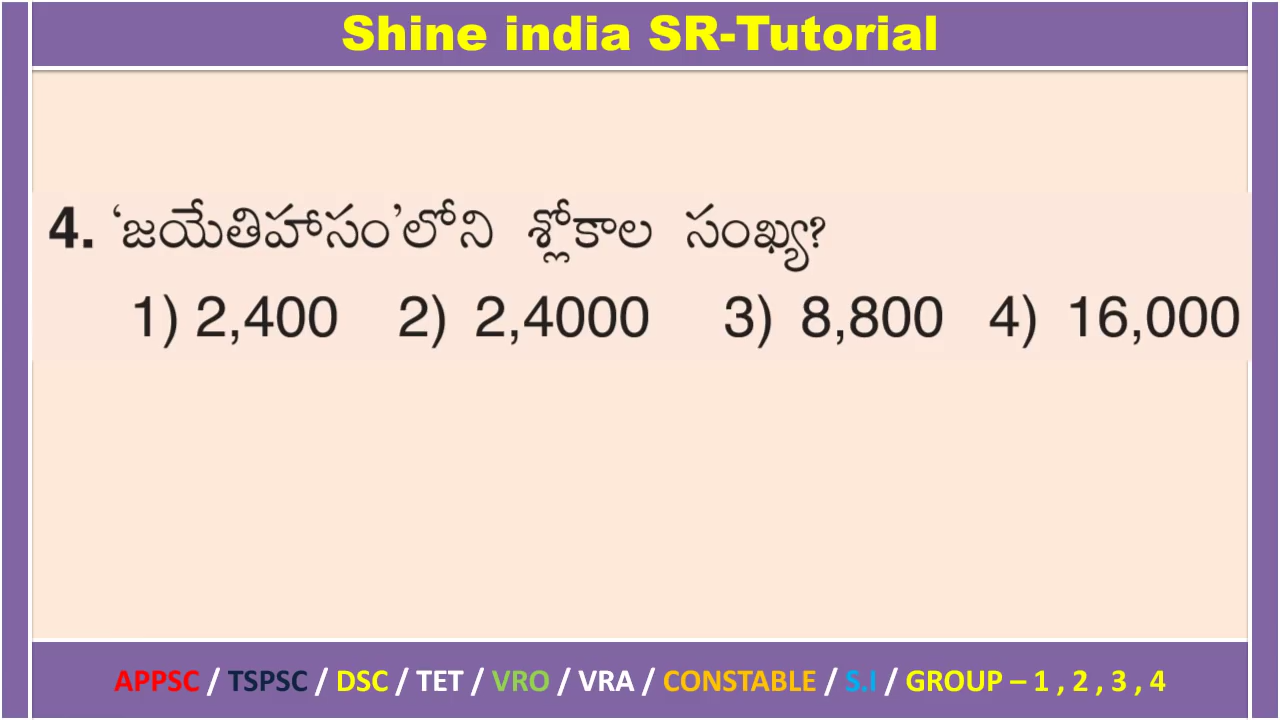 Shine india SR-Tutorial
4. ‘జయేతిహాసం’లోని శ్లోకాల సంఖ్య?
1) 2,400 2) 2,4000 3) 8,800 4) 16,000
APPSC / TSPSC / DSC / TET / VRO / VRA / CONSTABLE / S.I / GROUP – 1 , 2 , 3 , 4